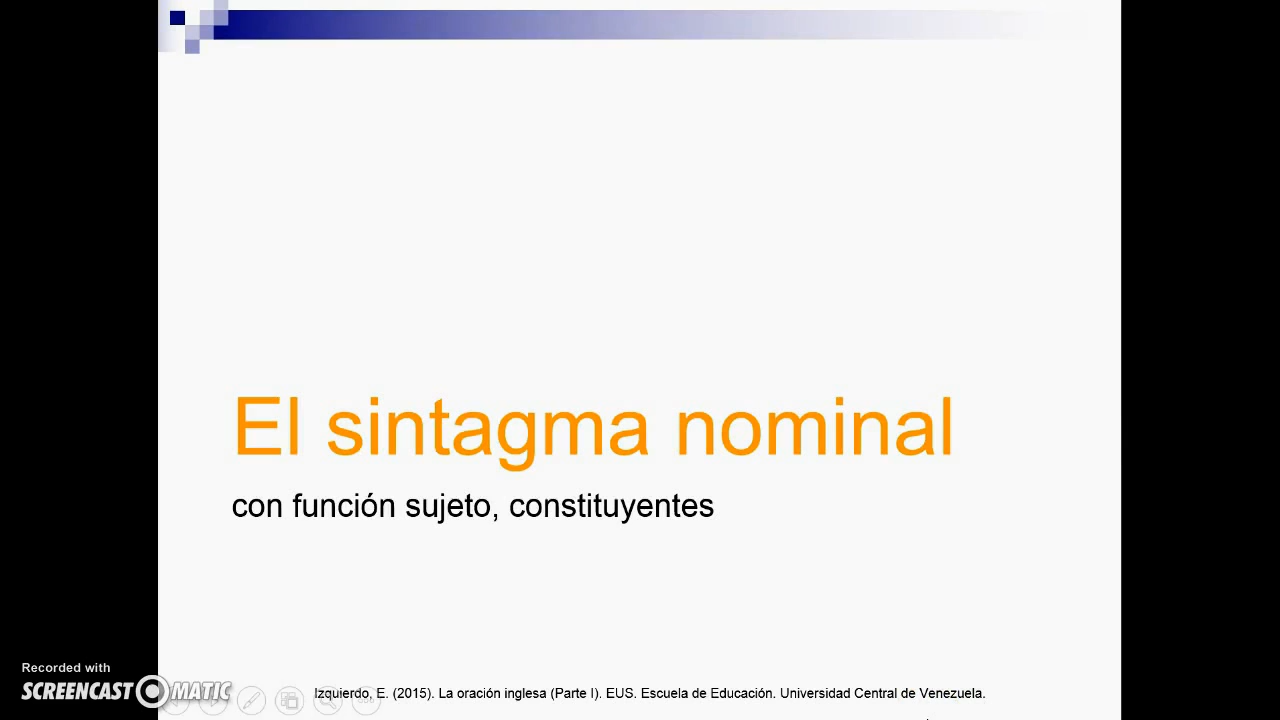 El sintagma nominal
con función sujeto, constituyentes
Recorded with
SCREENCAST MATIC
Izquierdo, E. (2015). La oración inglesa (Parte I). EUS. Escuela de Educación. Universidad Central de Venezuela.